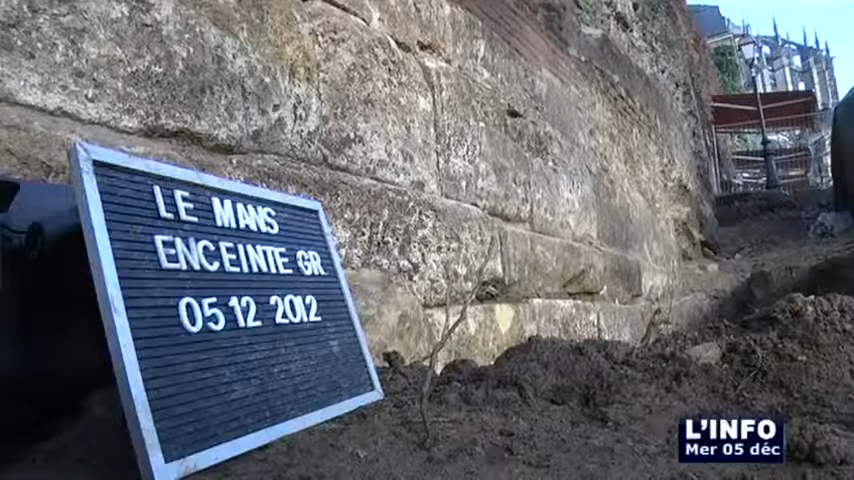 LE MANS
ENCEINTE GR
05 12 2012
L'INFO
Mer 05 déc